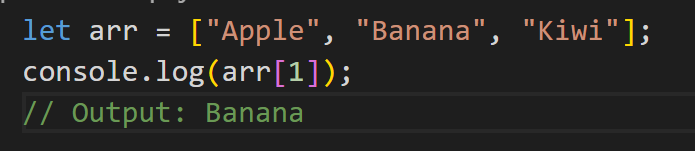 let arr = ["Apple", "Banana", "Kiwi"];
console.log(arr[1]);
// Output: Banana